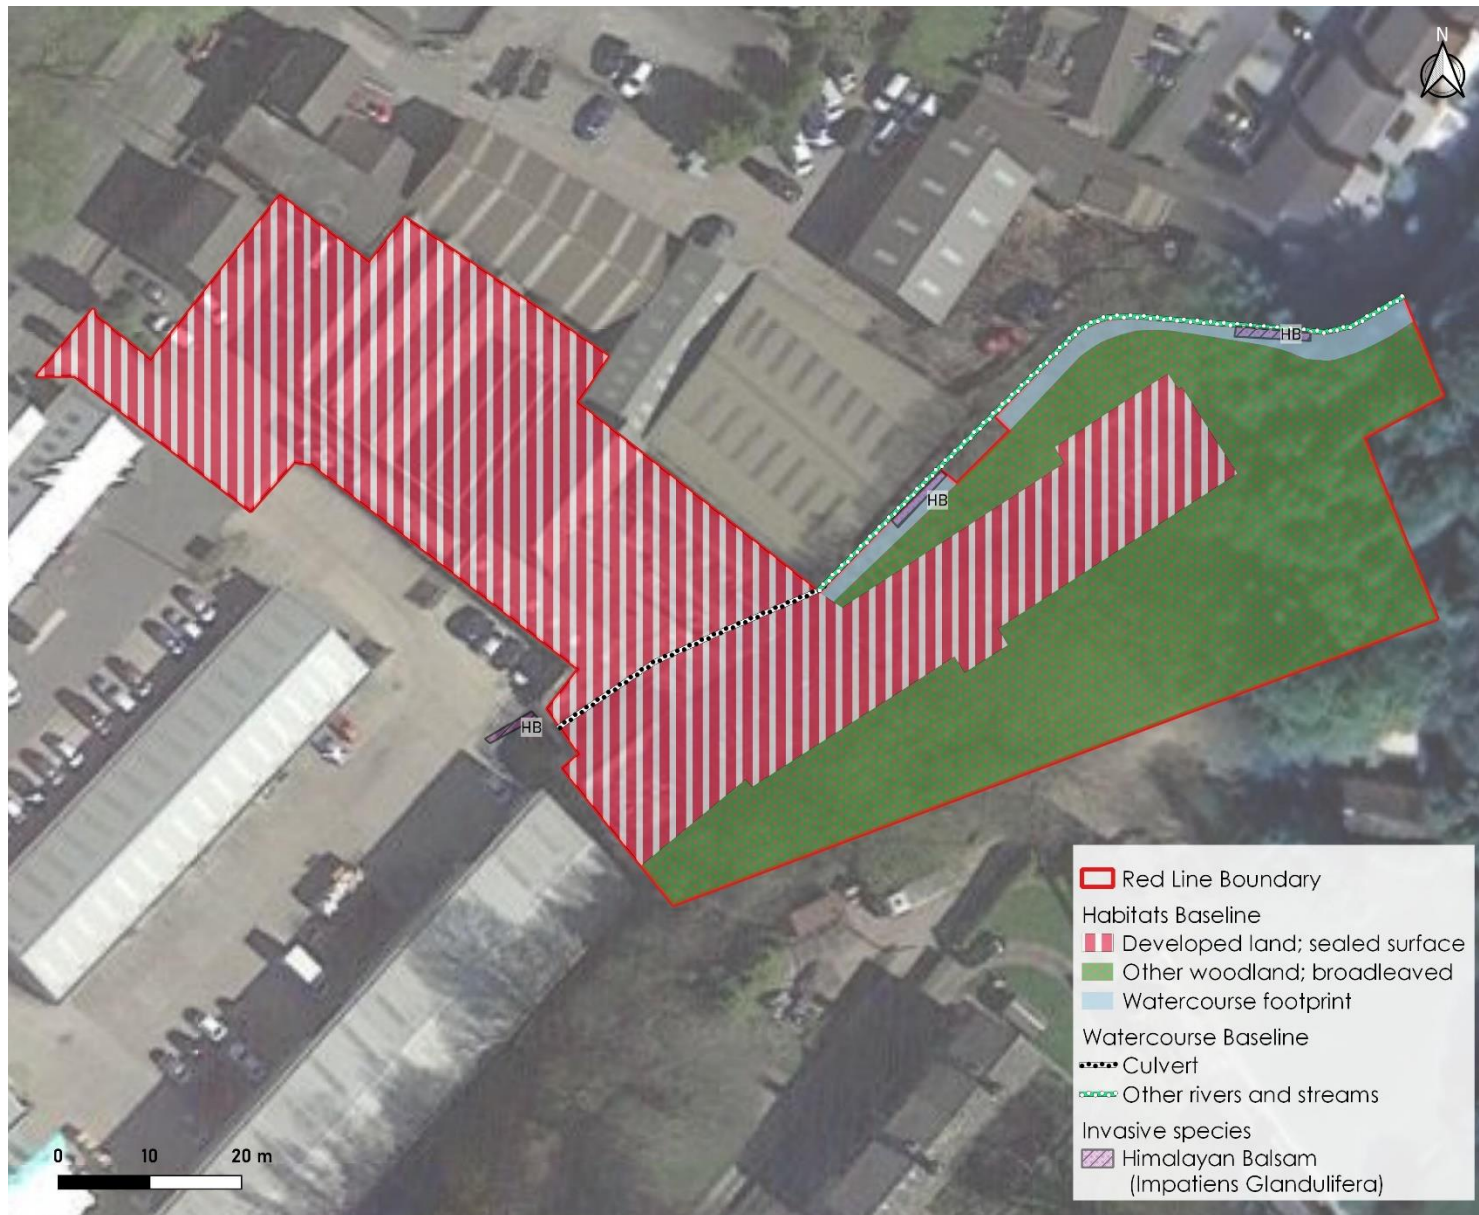 N
HB
HB
HB
Red Line Boundary
Habitats Baseline
Developed land; sealed surface
Other woodland; broadleaved
Watercourse footprint
Watercourse Baseline
Culvert
Other rivers and streams
Invasive species
Himalayan Balsam
(Impatiens Glandulifera)
0 10 20 m